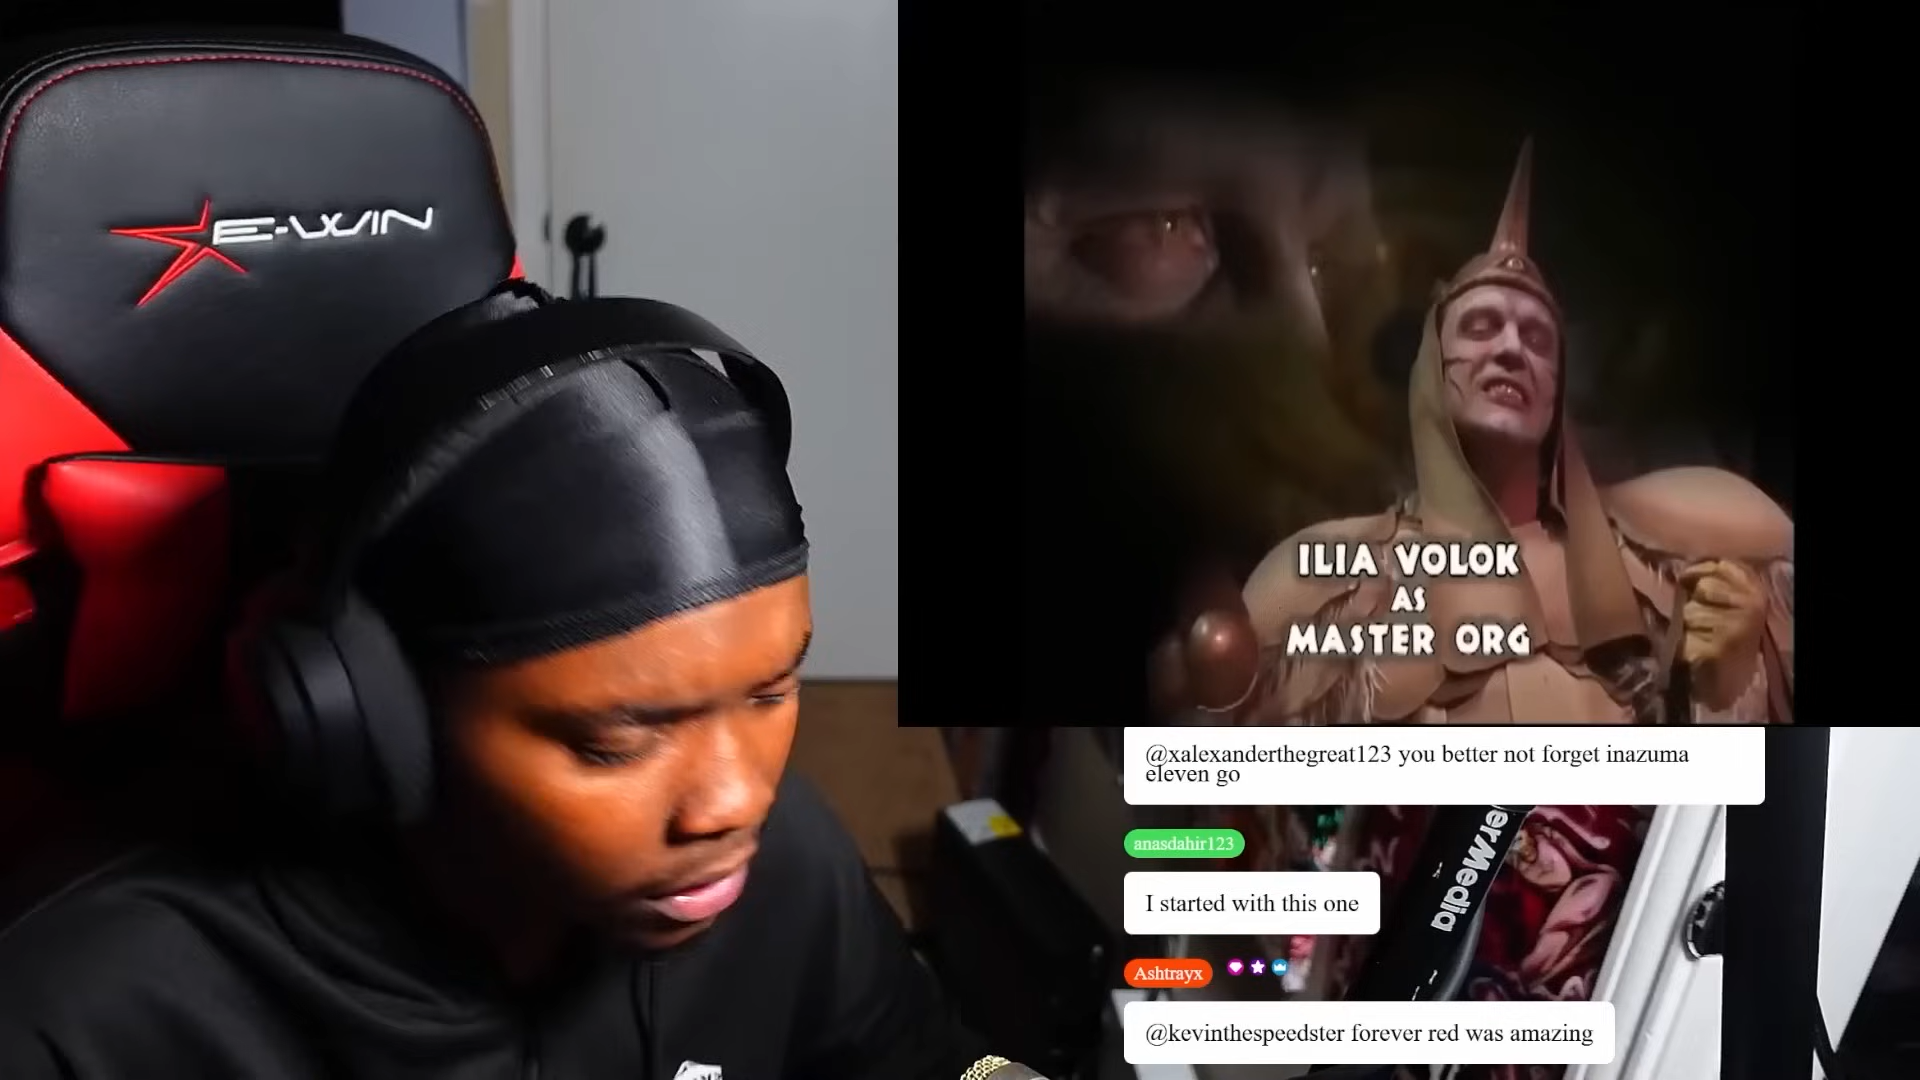 E-WIN
ILIA VOLOK
AS
MASTER ORG
@xalexanderthegreat123 you better not forget inazuma
eleven go
anasdahir123
erMedia
I started with this one
Ashtrayx
@kevinthespeedster forever red was amazing